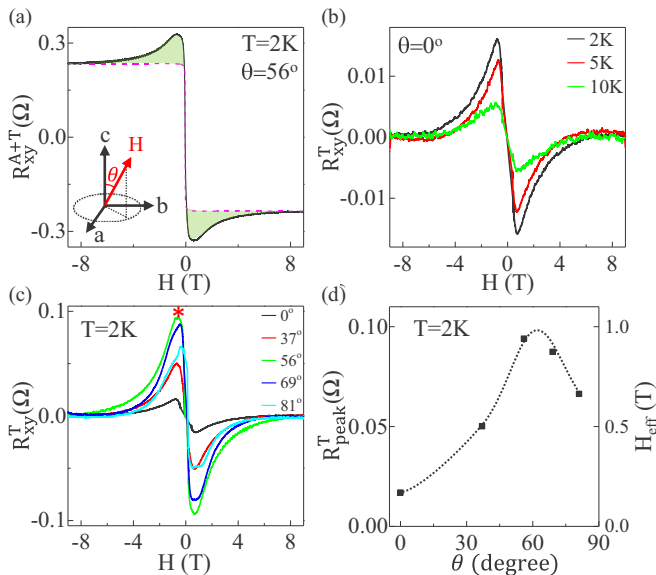 (a)
T=2K
θ=56°
R_xy^A+T(Ω)
0.3
0.0
-0.3
c
H
θ
b
a
-8 -4 0 4 8
H (T)
(b)
θ=0°
2K
5K
10K
R_xy^T(Ω)
0.01
0.00
-0.01
-8 -4 0 4 8
H (T)
(c)
T=2K
*
0°
37°
56°
69°
81°
R_xy^T(Ω)
0.1
0.0
-0.1
-8 -4 0 4 8
H (T)
(d)
T=2K
R_peak^T(Ω)
0.10
0.05
0.00
1.0
0.5
0.0
H_eff(T)
0 30 60 90
θ (degree)